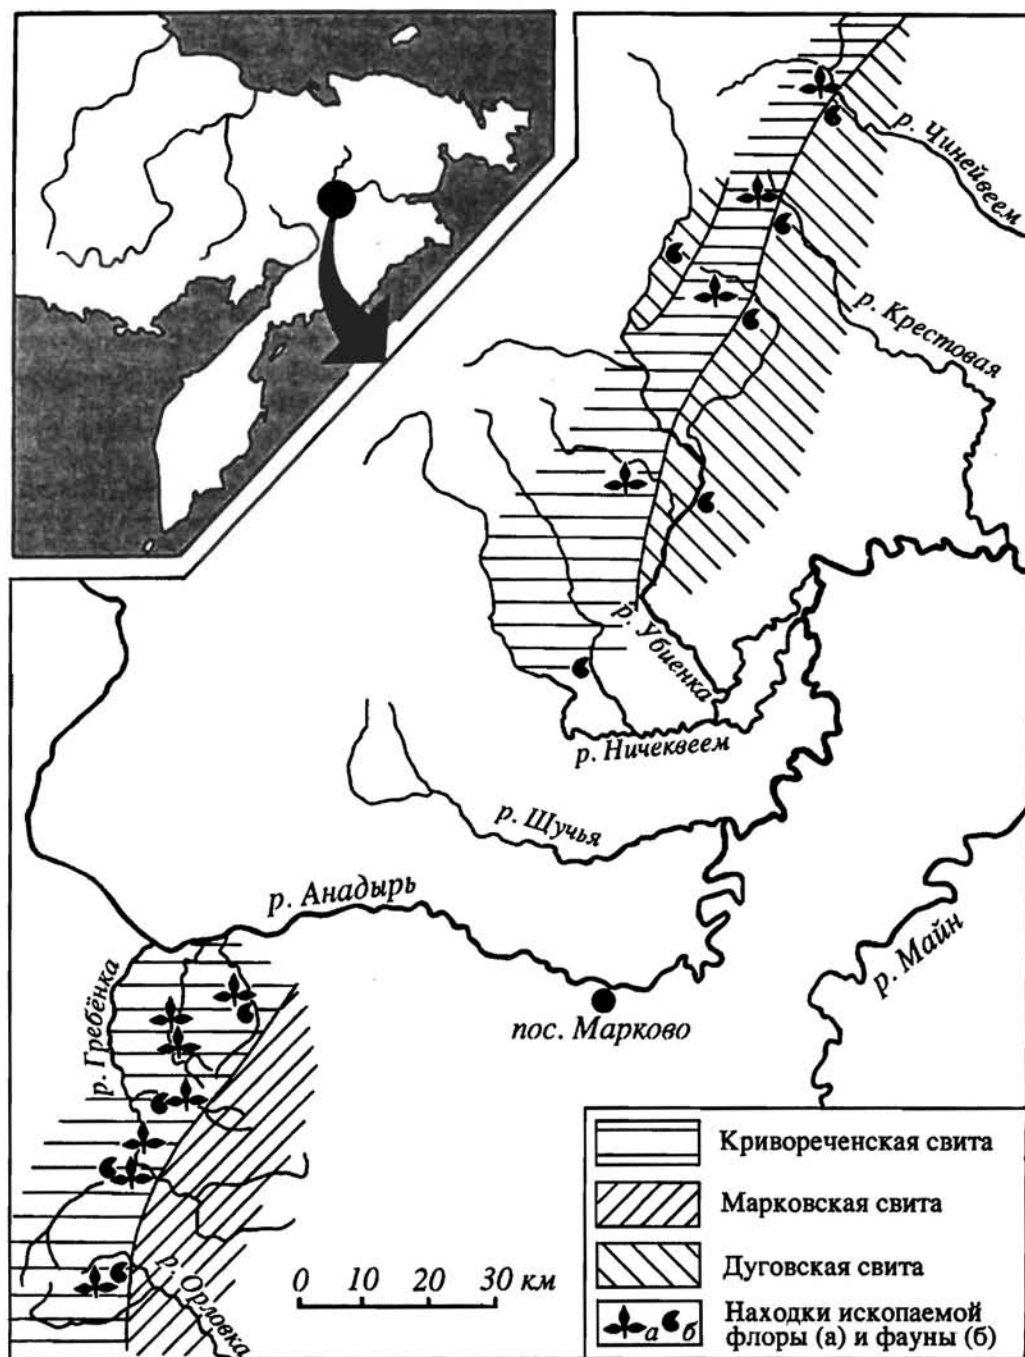 р. Чинейвеем
р. Крестовая
р. Убиенка
р. Ничеквеем
р. Щучья
р. Анадырь
р. Майн
пос. Марково
р. Гребёнка
р. Орловка
0 10 20 30 км
Кривореченская свита
Марковская свита
Дуговская свита
а б
Находки ископаемой
флоры (а) и фауны (б)